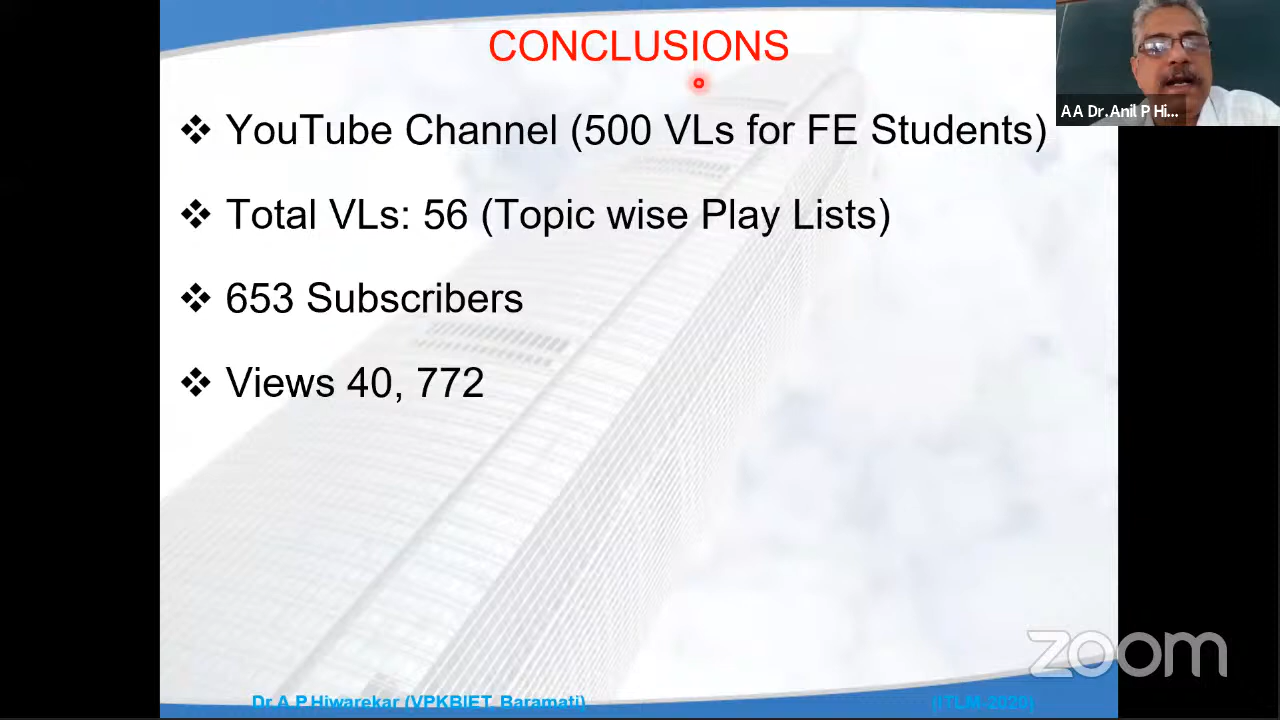 CONCLUSIONS
❖ YouTube Channel (500 VLs for FE Students)
❖ Total VLs: 56 (Topic wise Play Lists)
❖ 653 Subscribers
❖ Views 40, 772
A A Dr.Anil P Hi...
zoom
Dr.A.P.Hiwarekar (VPKBIET, Baramati)
(ITLM-2020)